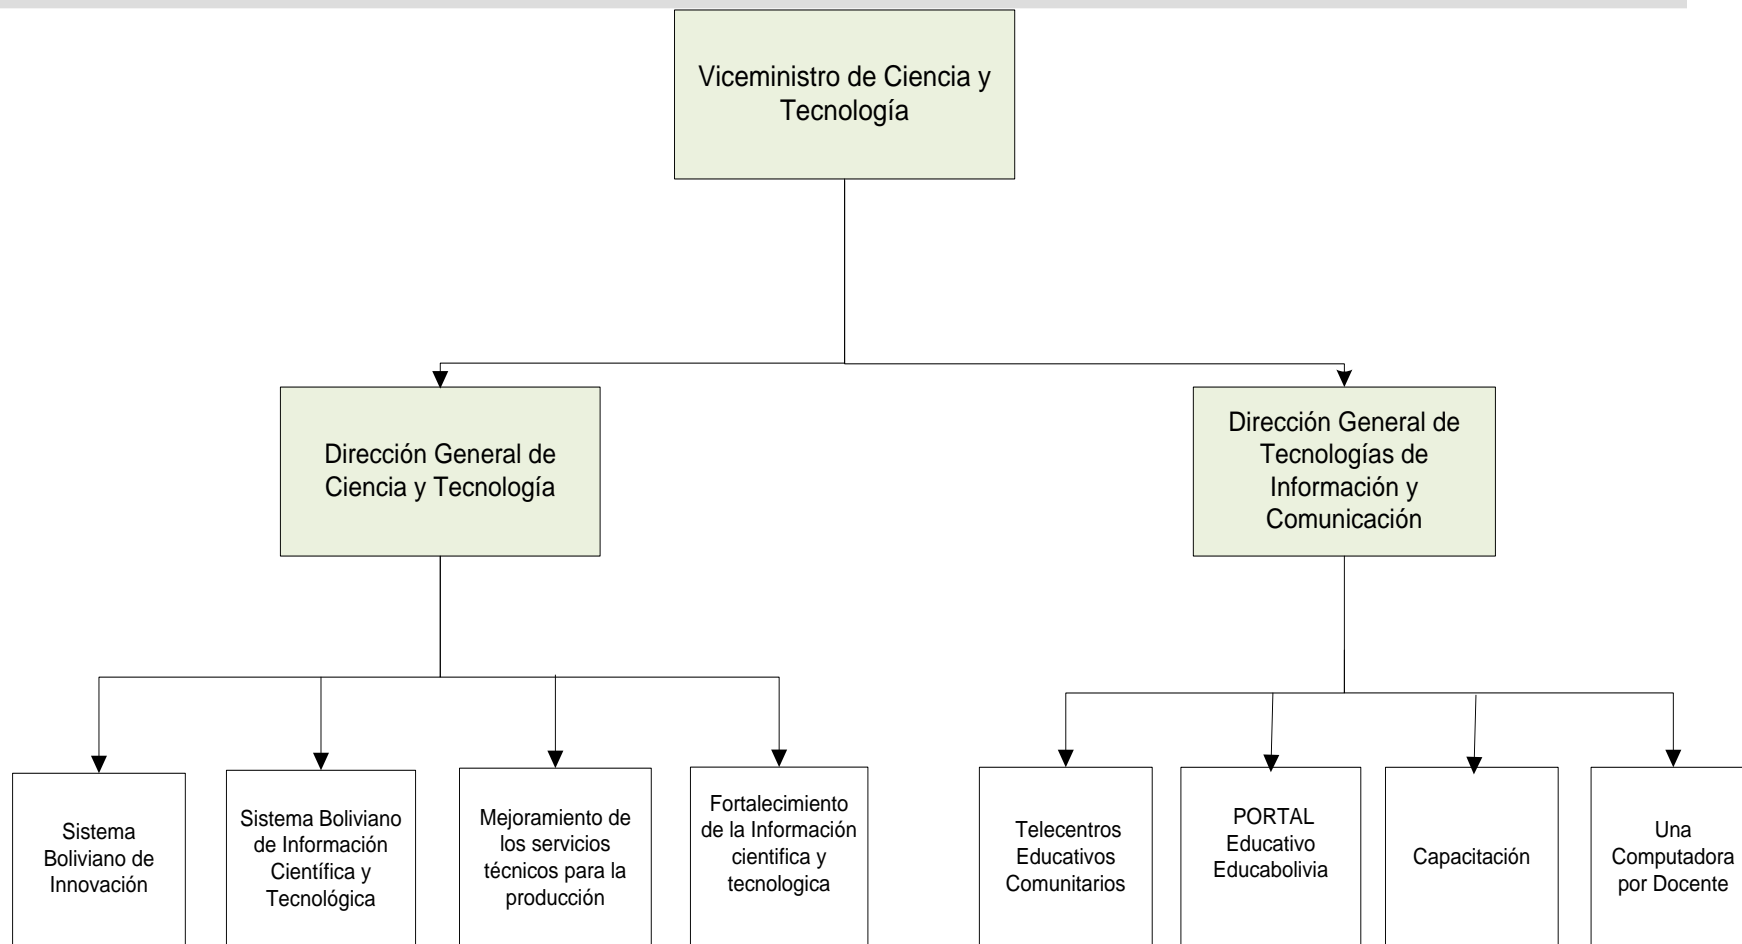 Viceministro de Ciencia y
Tecnología
Dirección General de
Ciencia y Tecnología
Dirección General de
Tecnologías de
Información y
Comunicación
Sistema
Boliviano de
Innovación
Sistema Boliviano
de Información
Científica y
Tecnológica
Mejoramiento de
los servicios
técnicos para la
producción
Fortalecimiento
de la Información
cientifica y
tecnologica
Telecentros
Educativos
Comunitarios
PORTAL
Educativo
Educabolivia
Capacitación
Una
Computadora
por Docente